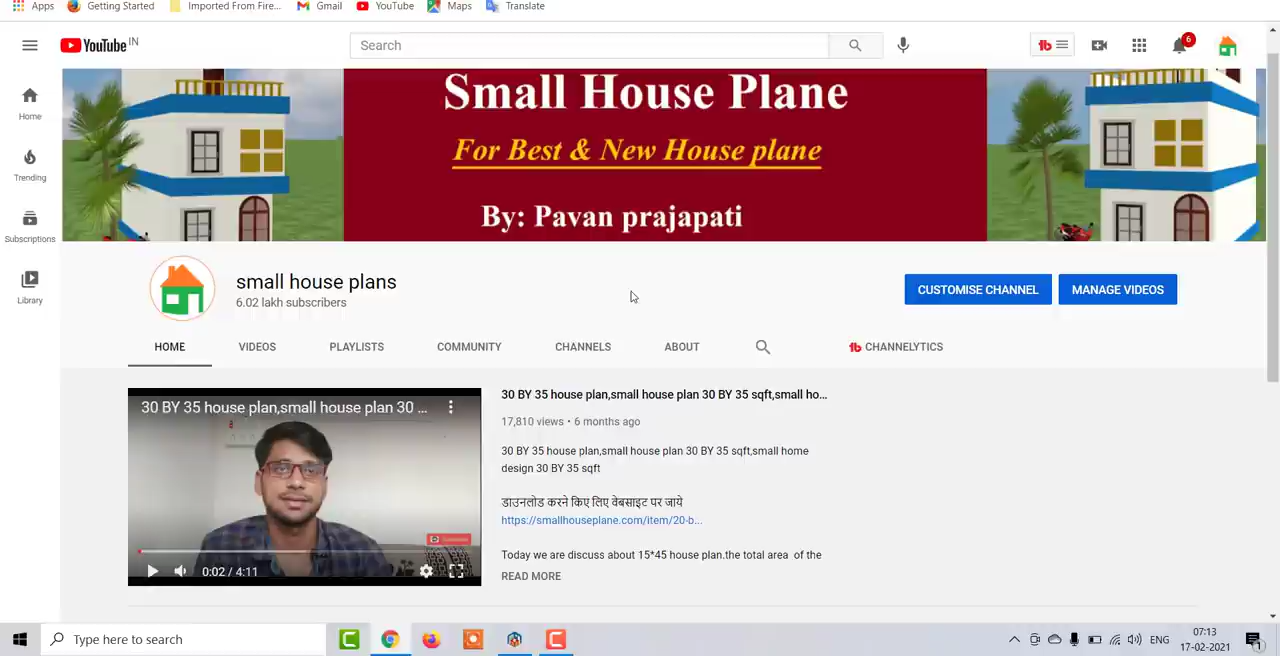 Apps Getting Started Imported From Fire... Gmail YouTube Maps Translate
YouTube IN
Search
6
Home
Trending
Subscriptions
Library
Small House Plane
For Best & New House plane
By: Pavan prajapati
small house plans
6.02 lakh subscribers
CUSTOMISE CHANNEL
MANAGE VIDEOS
HOME VIDEOS PLAYLISTS COMMUNITY CHANNELS ABOUT CHANNELYTICS
30 BY 35 house plan,small house plan 30 ...
0:02 / 4:11
30 BY 35 house plan,small house plan 30 BY 35 sqft,small ho...
17,810 views • 6 months ago
30 BY 35 house plan,small house plan 30 BY 35 sqft,small home
design 30 BY 35 sqft
डाउनलोड करने किए लिए वेबसाइट पर जाये
https://smallhouseplane.com/item/20-b...
Today we are discuss about 15*45 house plan.the total area of the
READ MORE
Type here to search
ENG
07:13
17-02-2021
1